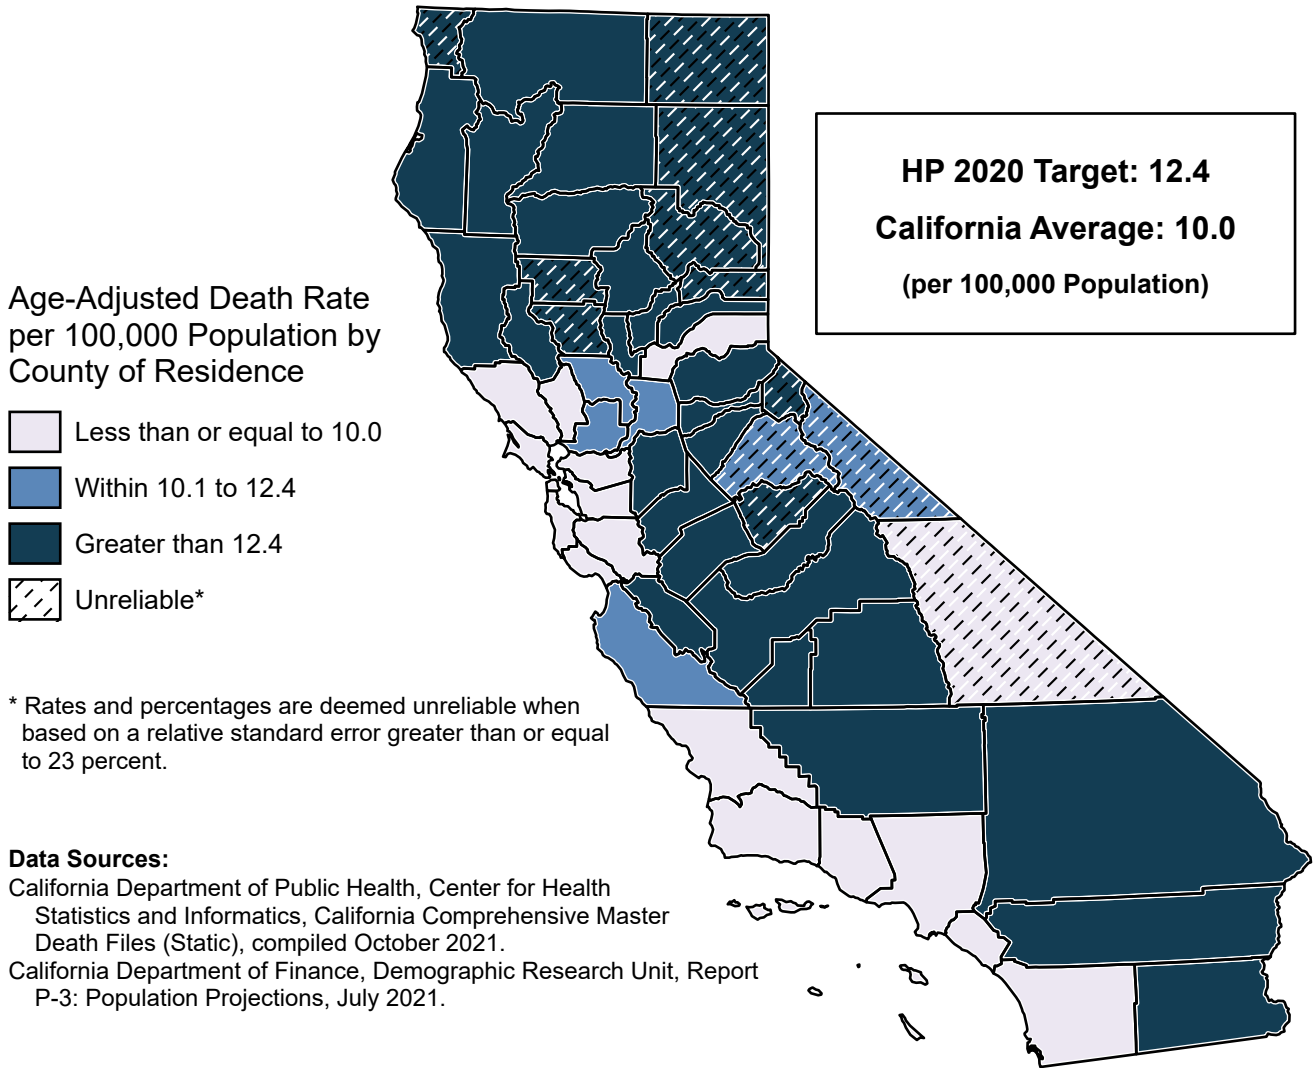 HP 2020 Target: 12.4
California Average: 10.0
(per 100,000 Population)
Age-Adjusted Death Rate
per 100,000 Population by
County of Residence
Less than or equal to 10.0
Within 10.1 to 12.4
Greater than 12.4
Unreliable*
* Rates and percentages are deemed unreliable when
based on a relative standard error greater than or equal
to 23 percent.
Data Sources:
California Department of Public Health, Center for Health
Statistics and Informatics, California Comprehensive Master
Death Files (Static), compiled October 2021.
California Department of Finance, Demographic Research Unit, Report
P-3: Population Projections, July 2021.